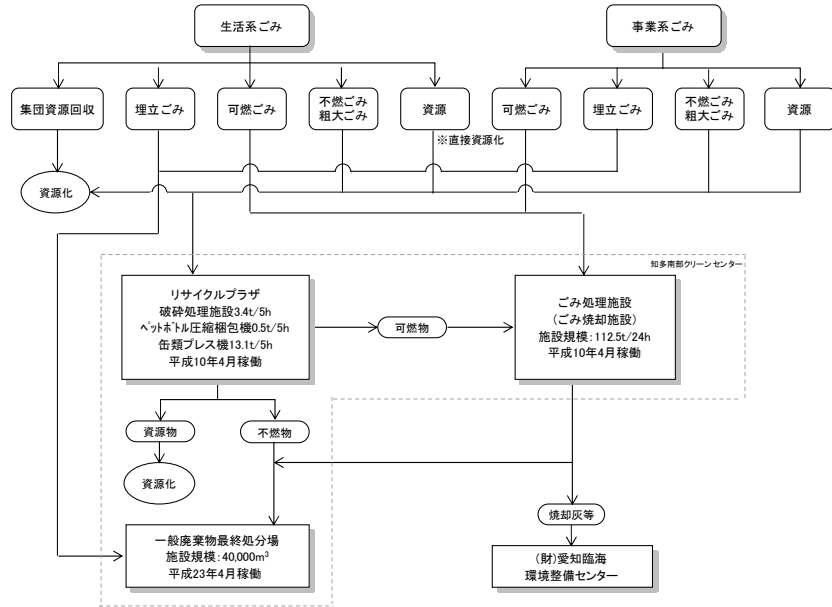 生活系ごみ
事業系ごみ
集団資源回収
埋立ごみ
可燃ごみ
不燃ごみ
粗大ごみ
資源
可燃ごみ
埋立ごみ
不燃ごみ
粗大ごみ
資源
※直接資源化
資源化
知多南部クリーンセンター
リサイクルプラザ
破砕処理施設3.4t/5h
ペットボトル圧縮梱包機0.5t/5h
缶類プレス機13.1t/5h
平成10年4月稼働
可燃物
ごみ処理施設
(ごみ焼却施設)
施設規模:112.5t/24h
平成10年4月稼働
資源物
不燃物
資源化
焼却灰等
一般廃棄物最終処分場
施設規模:40,000m³
平成23年4月稼働
(財)愛知臨海
環境整備センター